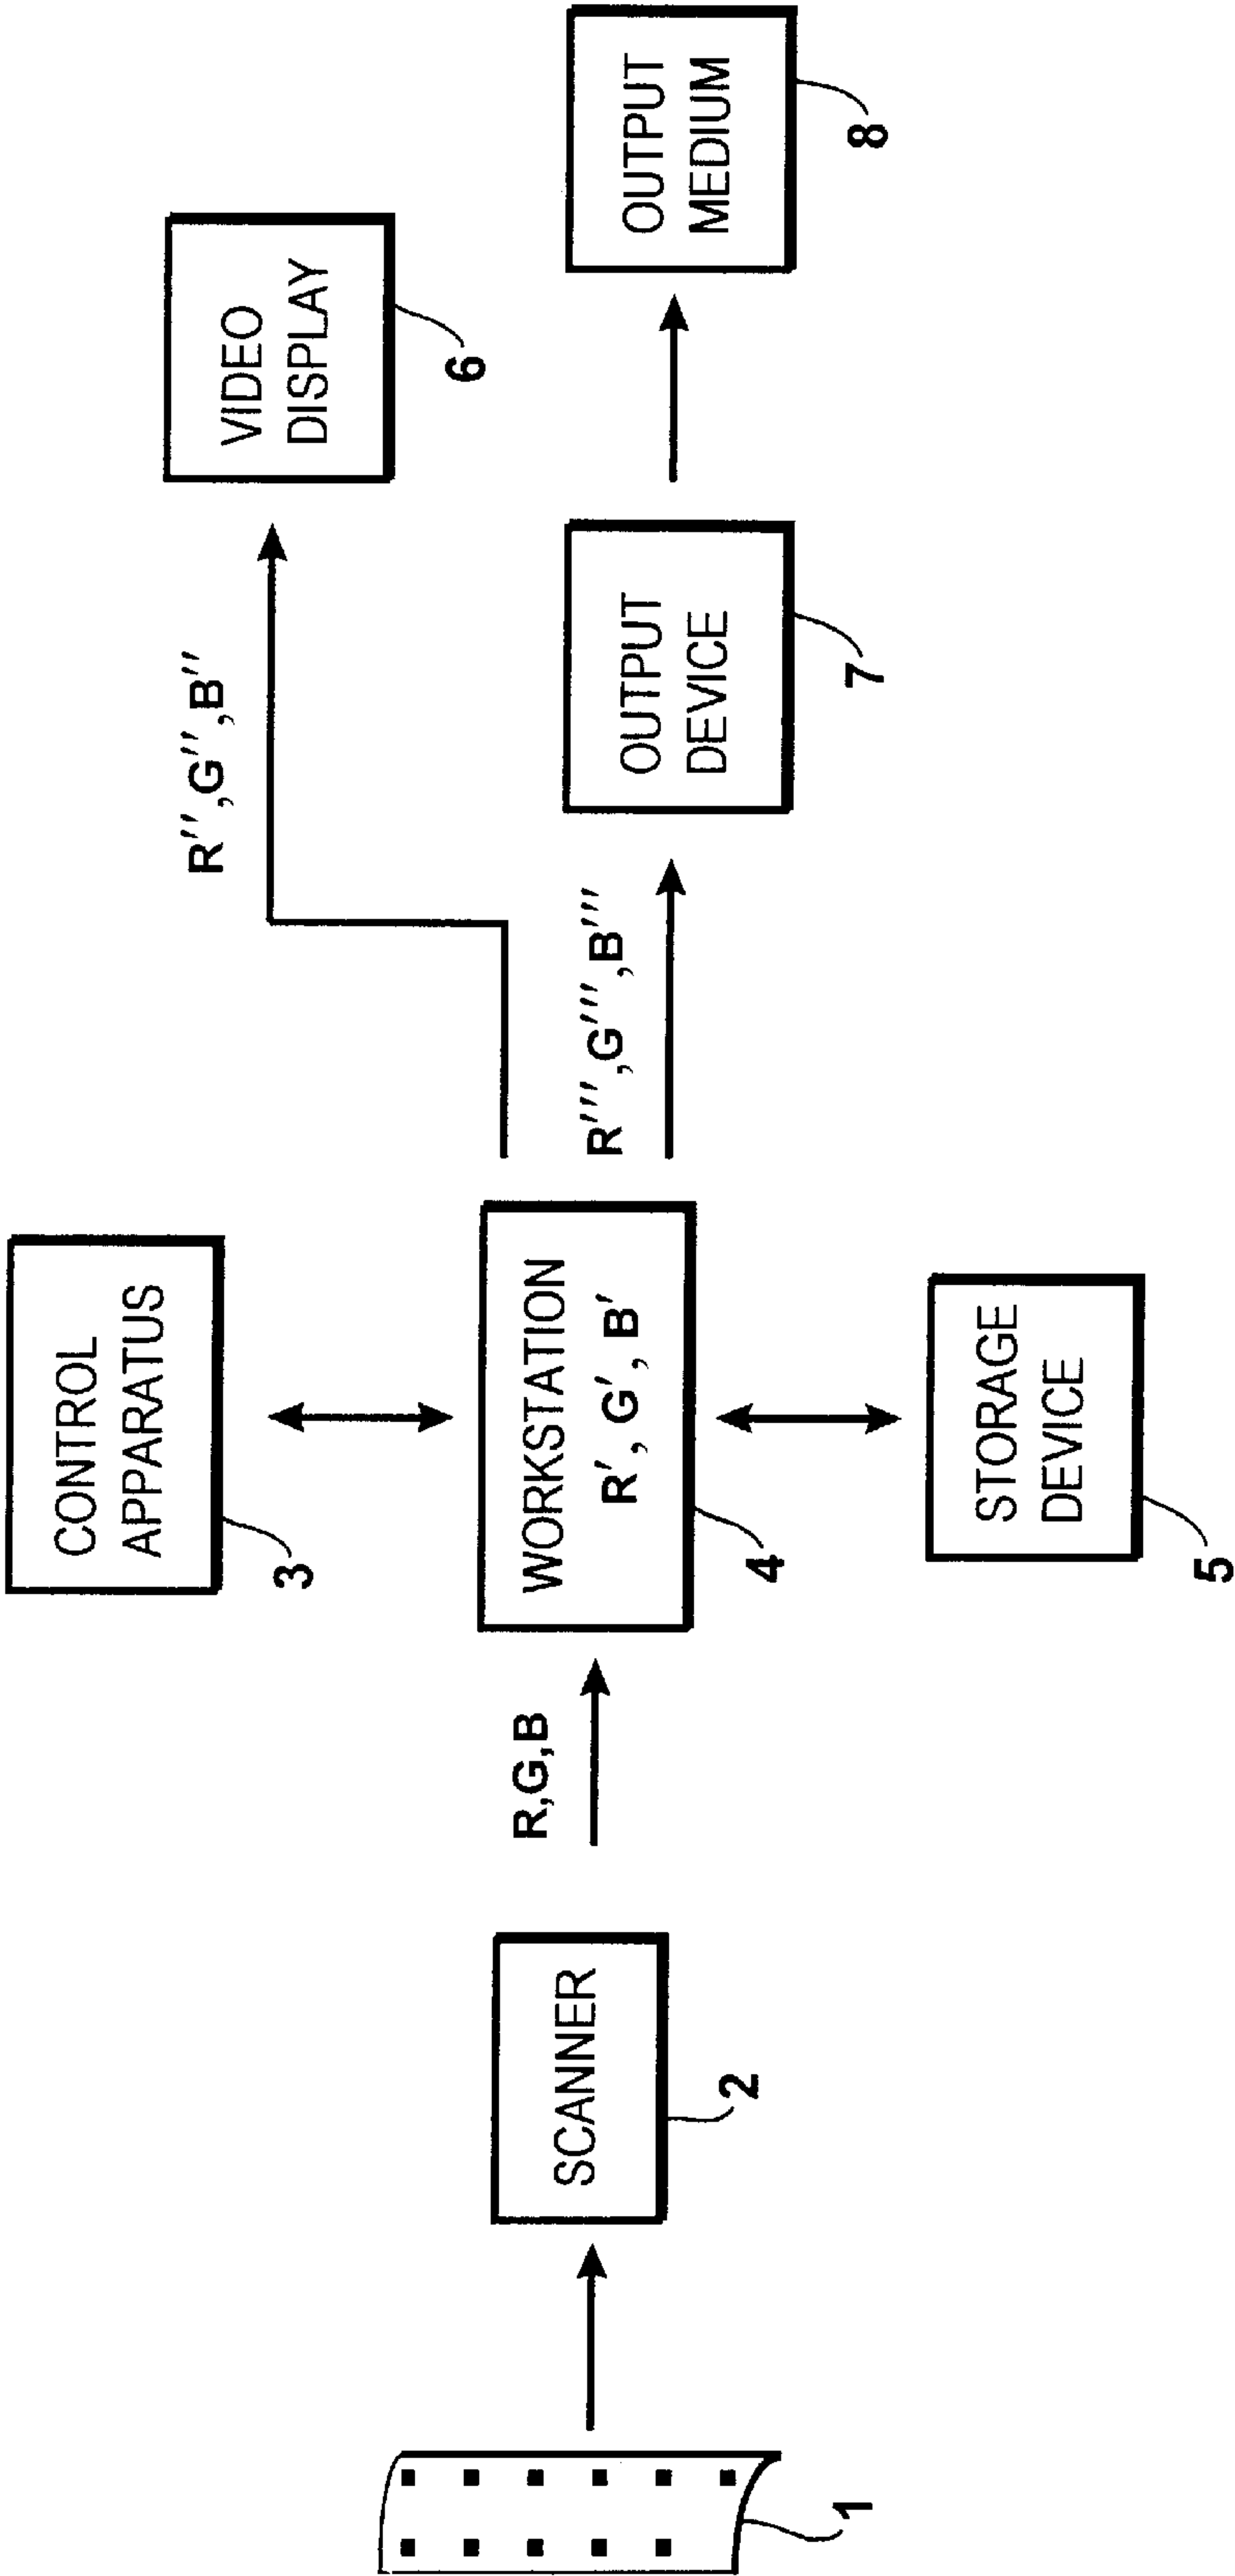 CONTROL
APPARATUS
3
R'',G'',B''
VIDEO
DISPLAY
6
1
SCANNER
2
R,G,B
WORKSTATION
R', G', B'
4
R''',G''',B'''
OUTPUT
DEVICE
7
OUTPUT
MEDIUM
8
STORAGE
DEVICE
5